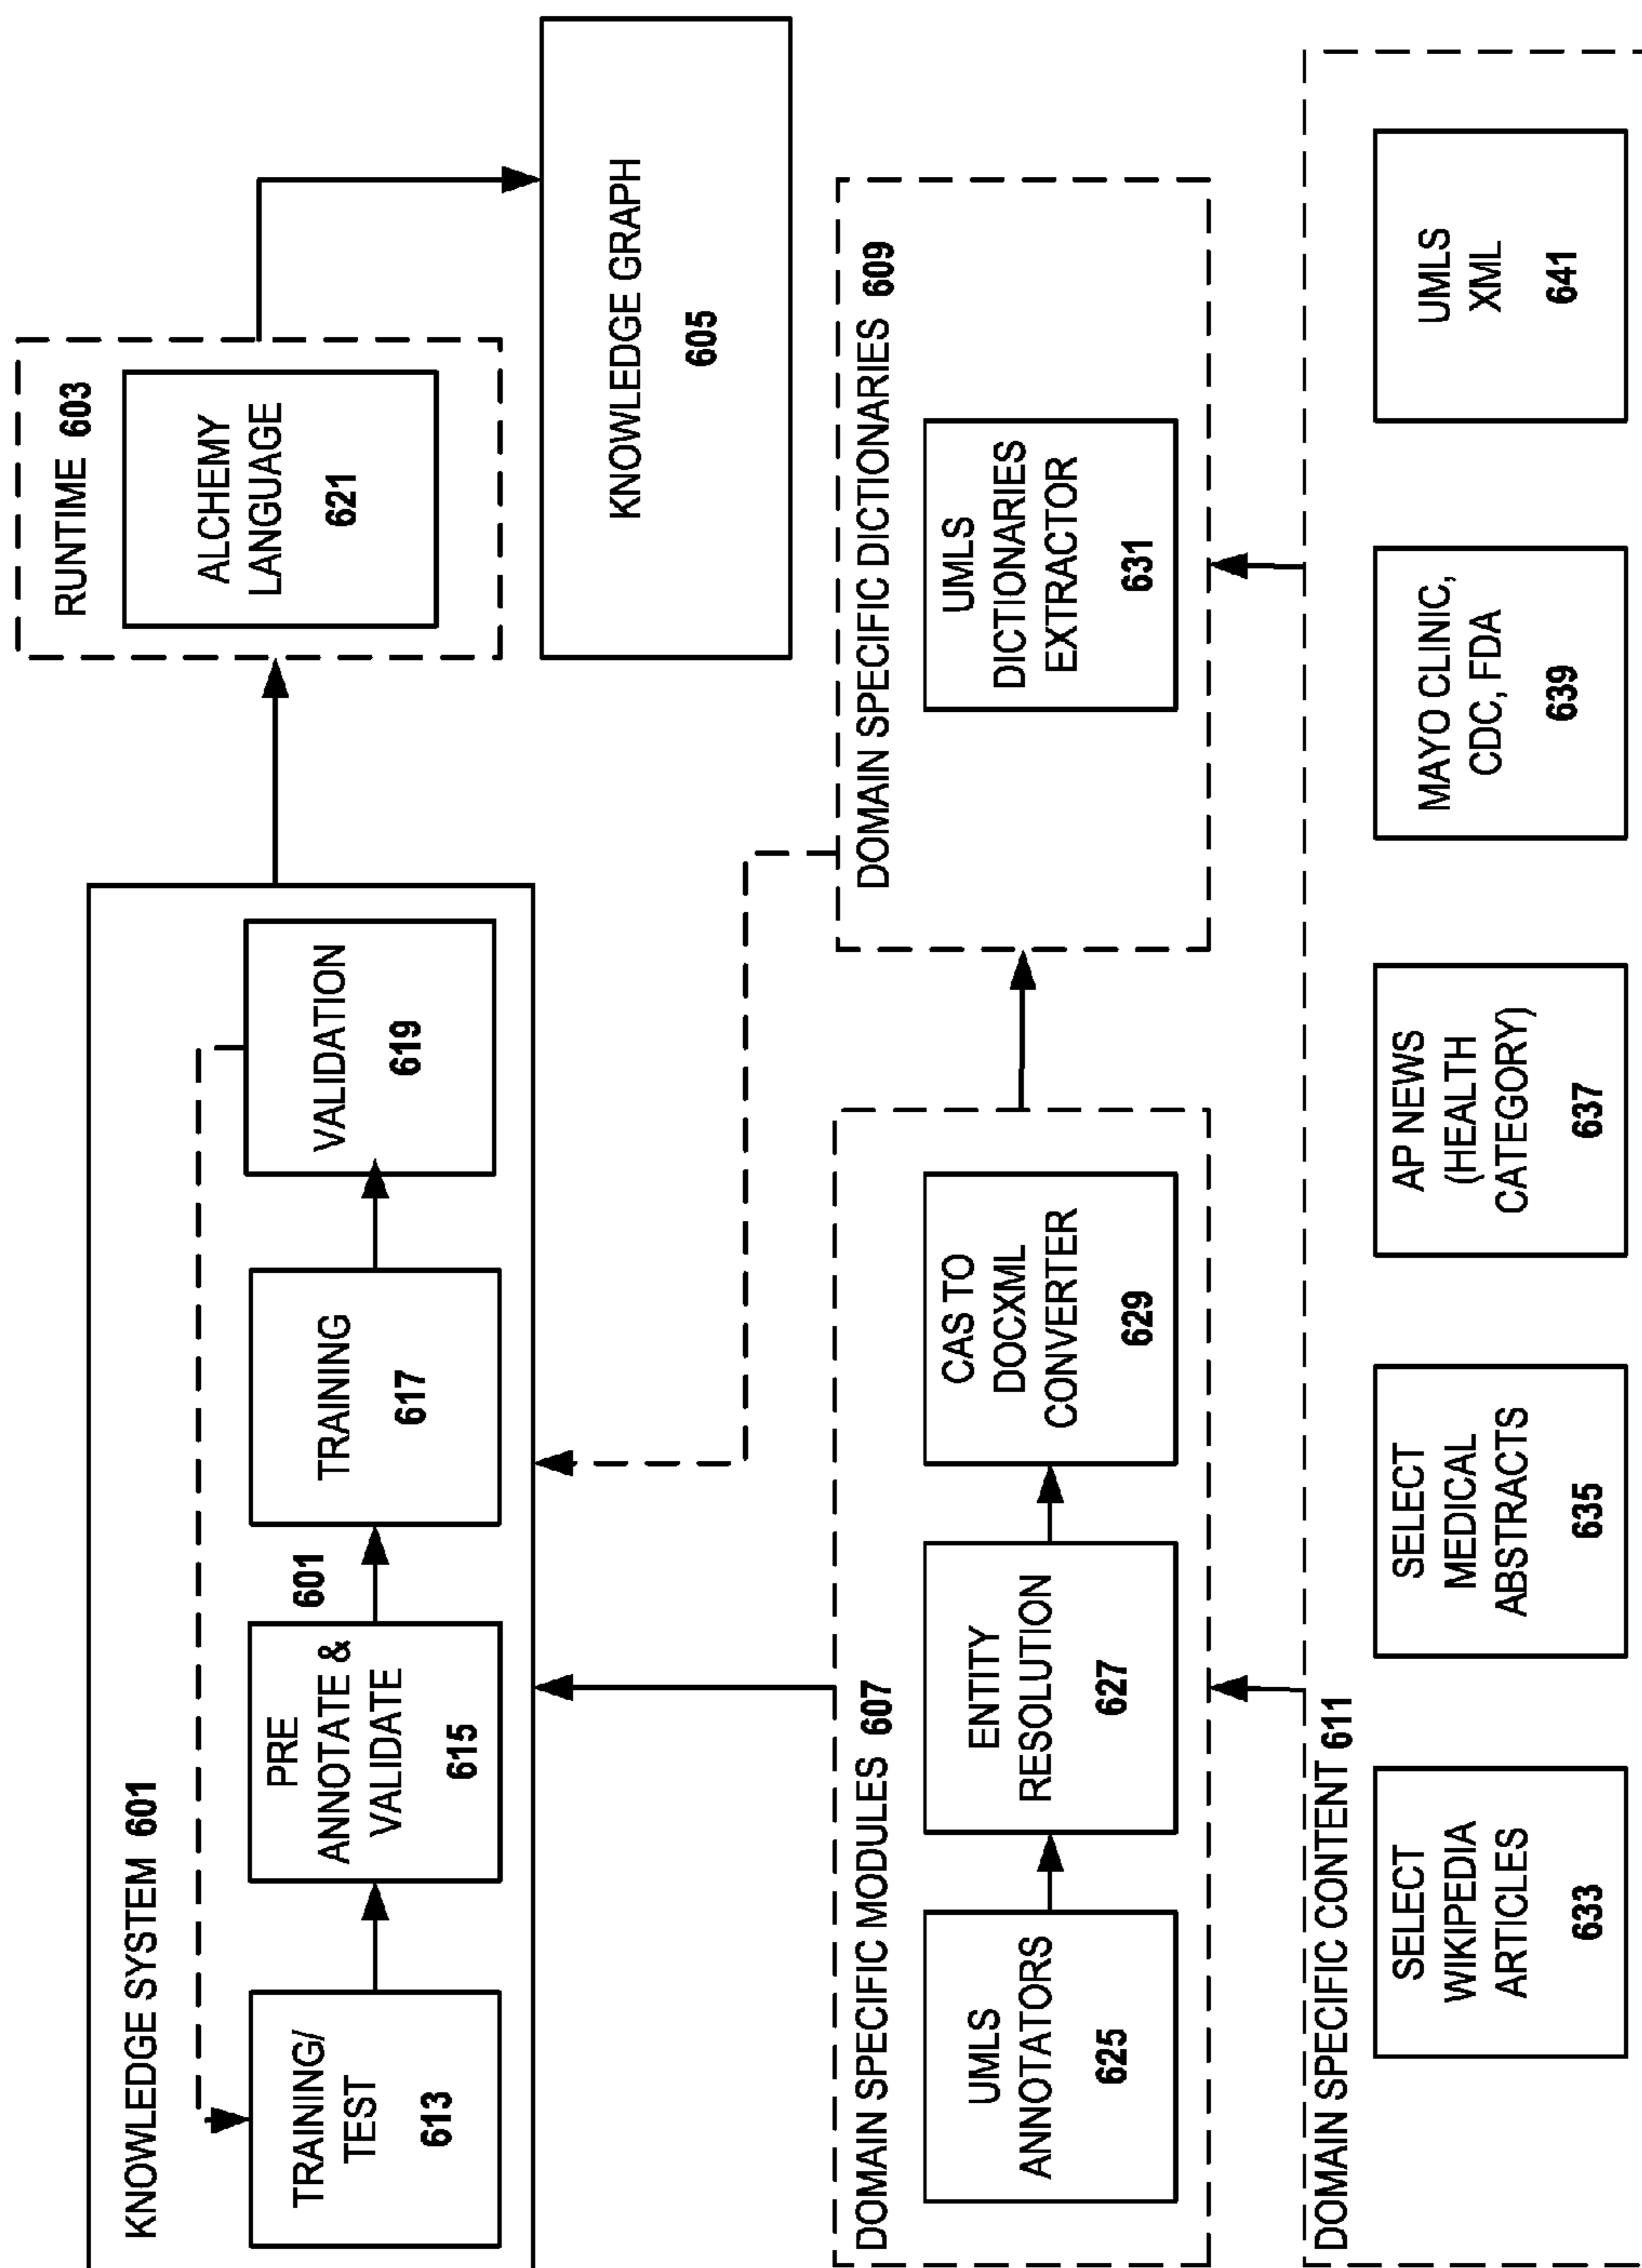 KNOWLEDGE SYSTEM 601
TRAINING/
TEST
613
PRE
ANNOTATE &
VALIDATE
615
601
TRAINING
617
VALIDATION
619
RUNTIME 603
ALCHEMY
LANGUAGE
621
KNOWLEDGE GRAPH
605
DOMAIN SPECIFIC MODULES 607
UMLS
ANNOTATORS
625
ENTITY
RESOLUTION
627
CAS TO
DOCXML
CONVERTER
629
DOMAIN SPECIFIC DICTIONARIES 609
UMLS
DICTIONARIES
EXTRACTOR
631
DOMAIN SPECIFIC CONTENT 611
SELECT
WIKIPEDIA
ARTICLES
633
SELECT
MEDICAL
ABSTRACTS
635
AP NEWS
(HEALTH
CATEGORY)
637
MAYO CLINIC,
CDC, FDA
639
UMLS
XML
641